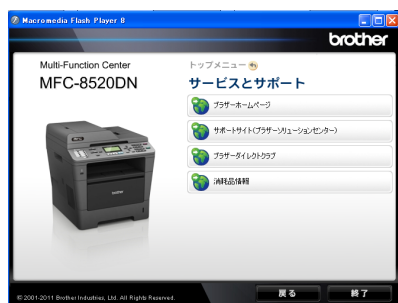 Macromedia Flash Player 8
brother
Multi-Function Center
MFC-8520DN
トップメニュー
サービスとサポート
ブラザーホームページ
サポートサイト(ブラザーソリューションセンター)
ブラザーダイレクトクラブ
消耗品情報
brother
© 2001-2011 Brother Industries, Ltd. All Rights Reserved.
戻る
終了